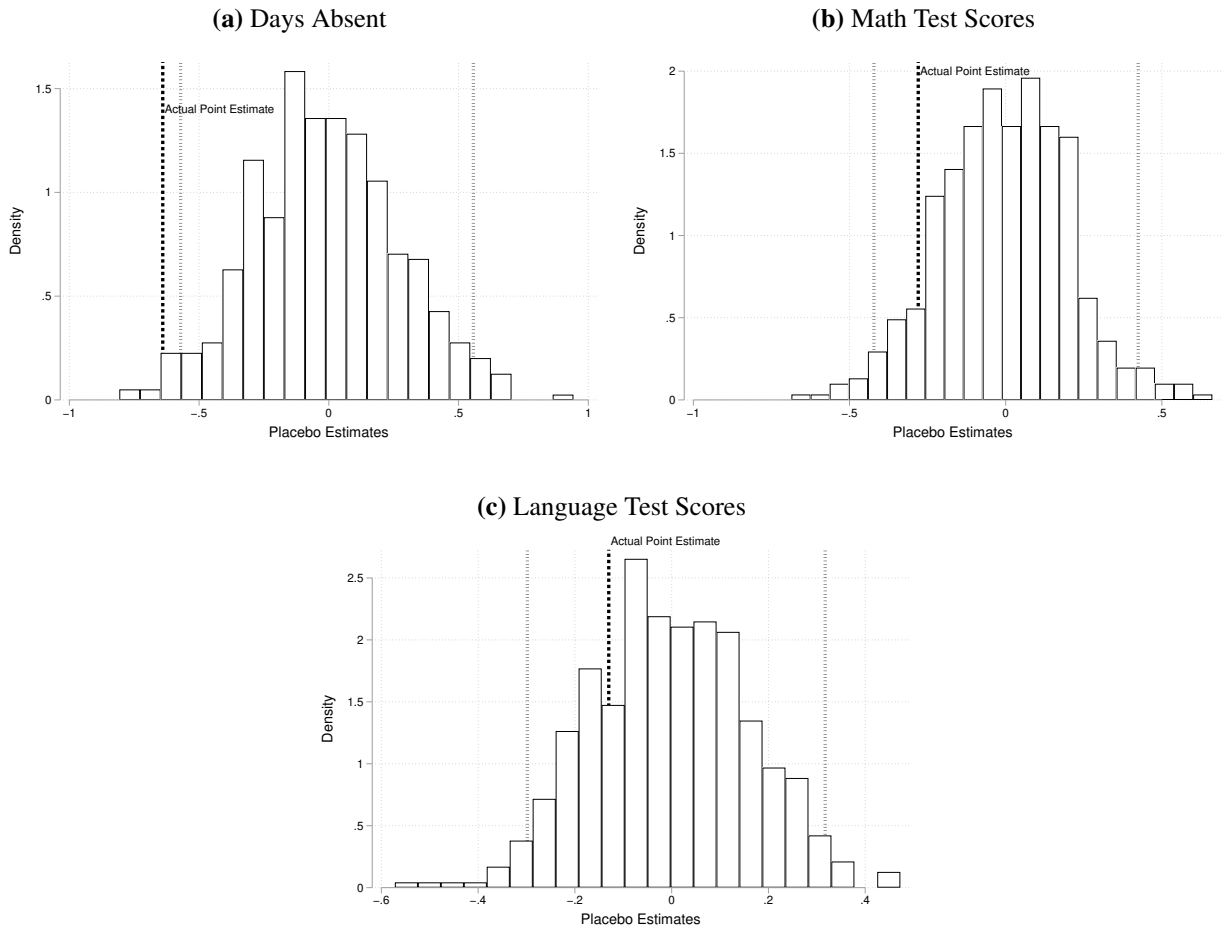 (a) Days Absent
(b) Math Test Scores
Actual Point Estimate
Density
0
.5
1
1.5
-1
-.5
0
.5
1
Placebo Estimates
Actual Point Estimate
Density
0
.5
1
1.5
2
-1
-.5
0
.5
Placebo Estimates
(c) Language Test Scores
Actual Point Estimate
Density
0
.5
1
1.5
2
2.5
-.6
-.4
-.2
0
.2
.4
Placebo Estimates